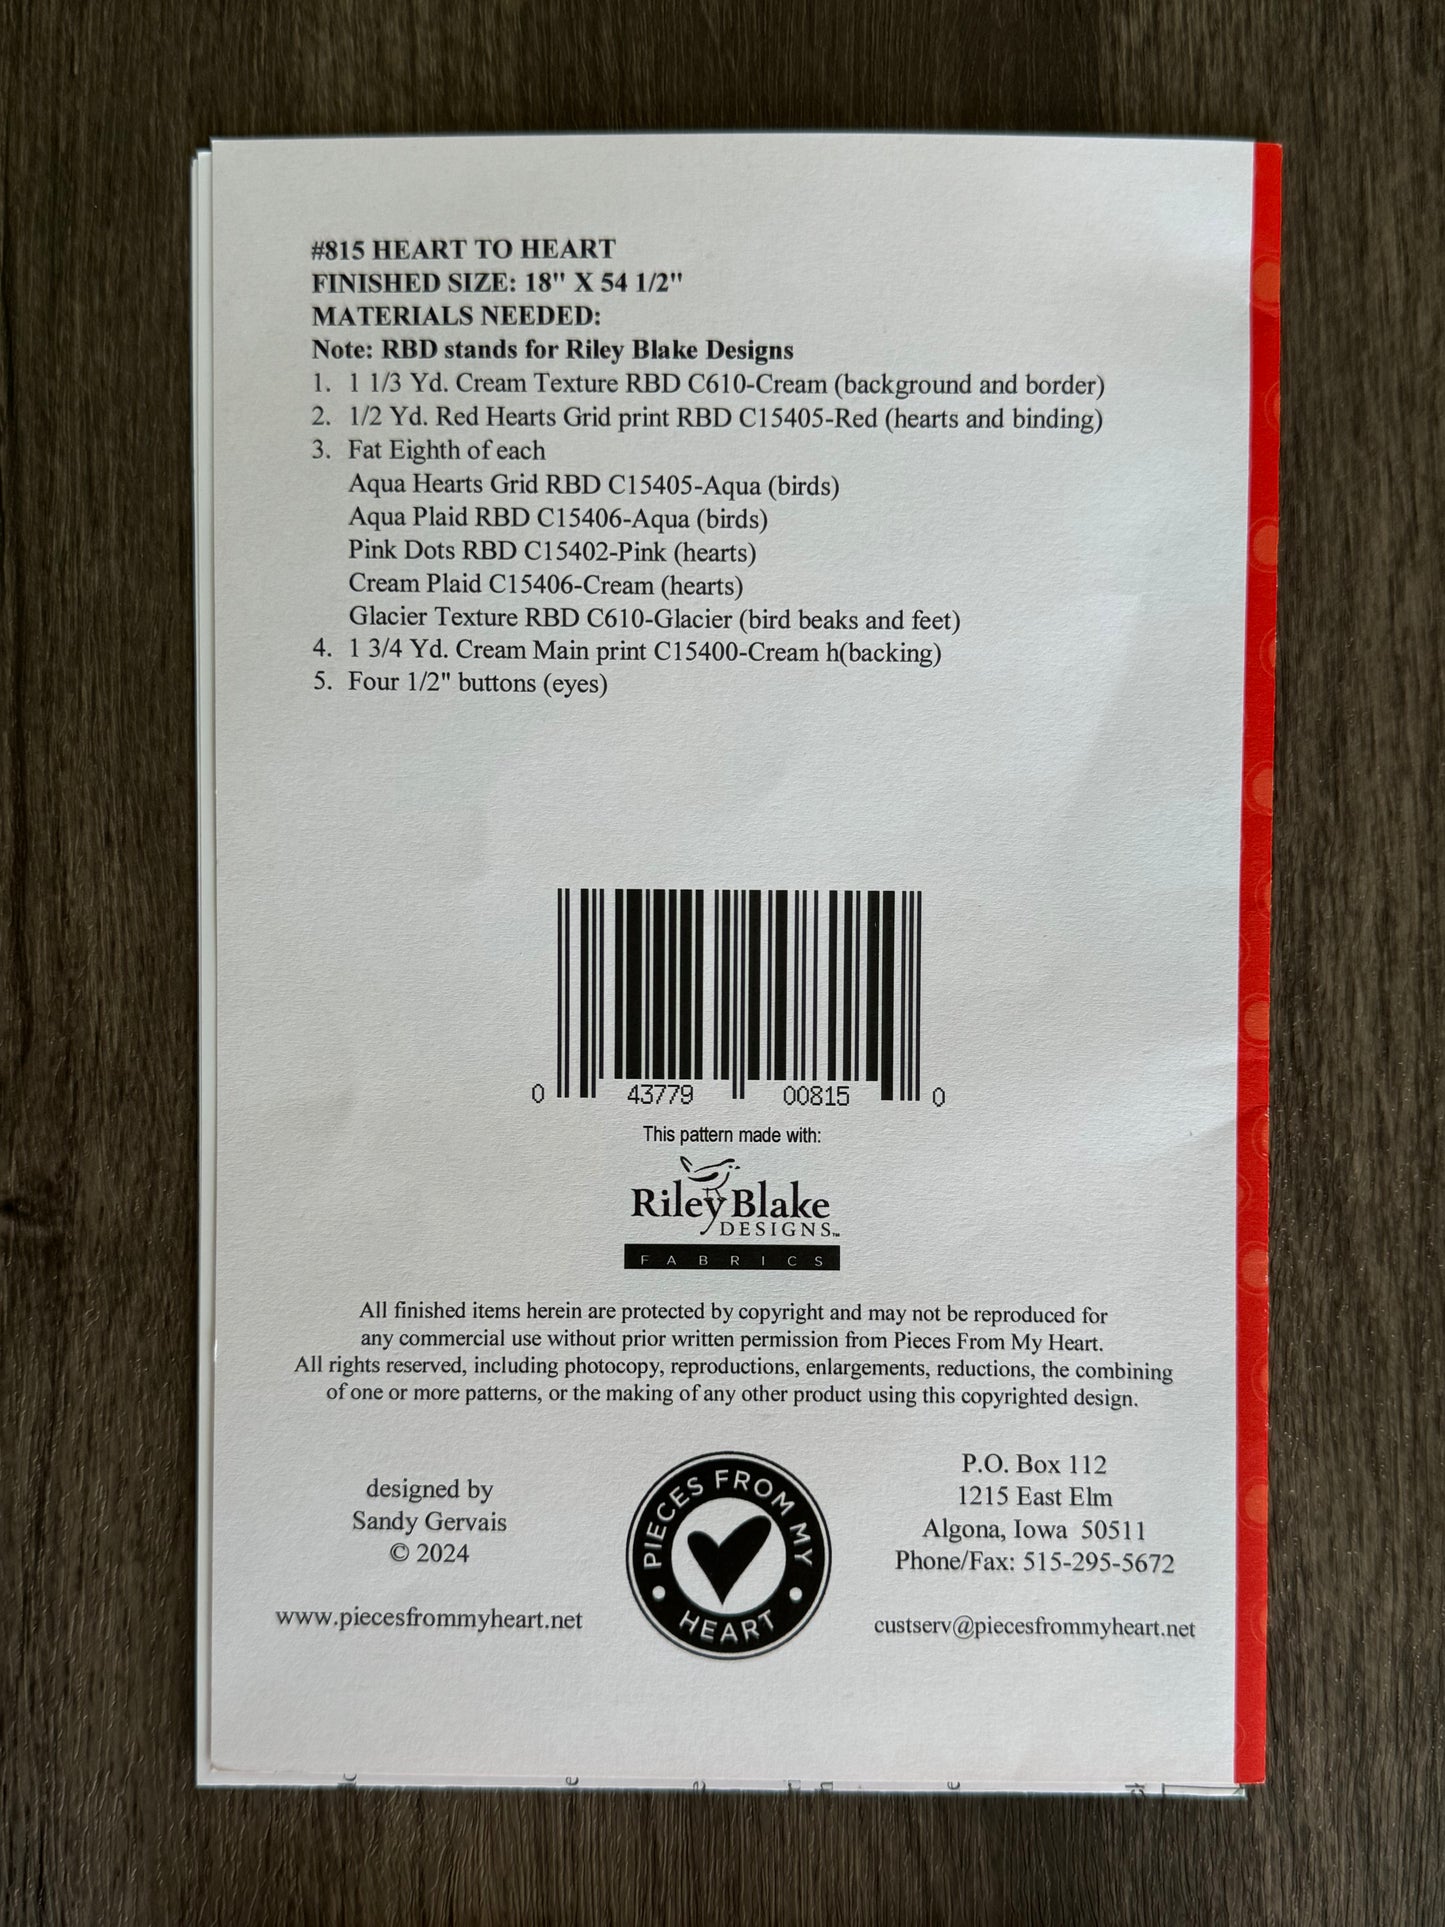 #815 HEART TO HEART
FINISHED SIZE: 18" X 54 1/2"
MATERIALS NEEDED:
Note: RBD stands for Riley Blake Designs
1. 1 1/3 Yd. Cream Texture RBD C610-Cream (background and border)
2. 1/2 Yd. Red Hearts Grid print RBD C15405-Red (hearts and binding)
3. Fat Eighth of each
Aqua Hearts Grid RBD C15405-Aqua (birds)
Aqua Plaid RBD C15406-Aqua (birds)
Pink Dots RBD C15402-Pink (hearts)
Cream Plaid C15406-Cream (hearts)
Glacier Texture RBD C610-Glacier (bird beaks and feet)
4. 1 3/4 Yd. Cream Main print C15400-Cream h(backing)
5. Four 1/2" buttons (eyes)
0 43779 00815 0
This pattern made with:
Riley Blake
DESIGNS™
FABRICS
All finished items herein are protected by copyright and may not be reproduced for
any commercial use without prior written permission from Pieces From My Heart.
All rights reserved, including photocopy, reproductions, enlargements, reductions, the combining
of one or more patterns, or the making of any other product using this copyrighted design.
designed by
Sandy Gervais
© 2024
www.piecesfrommyheart.net
PIECES FROM MY
HEART
P.O. Box 112
1215 East Elm
Algona, Iowa 50511
Phone/Fax: 515-295-5672
custserv@piecesfrommyheart.net